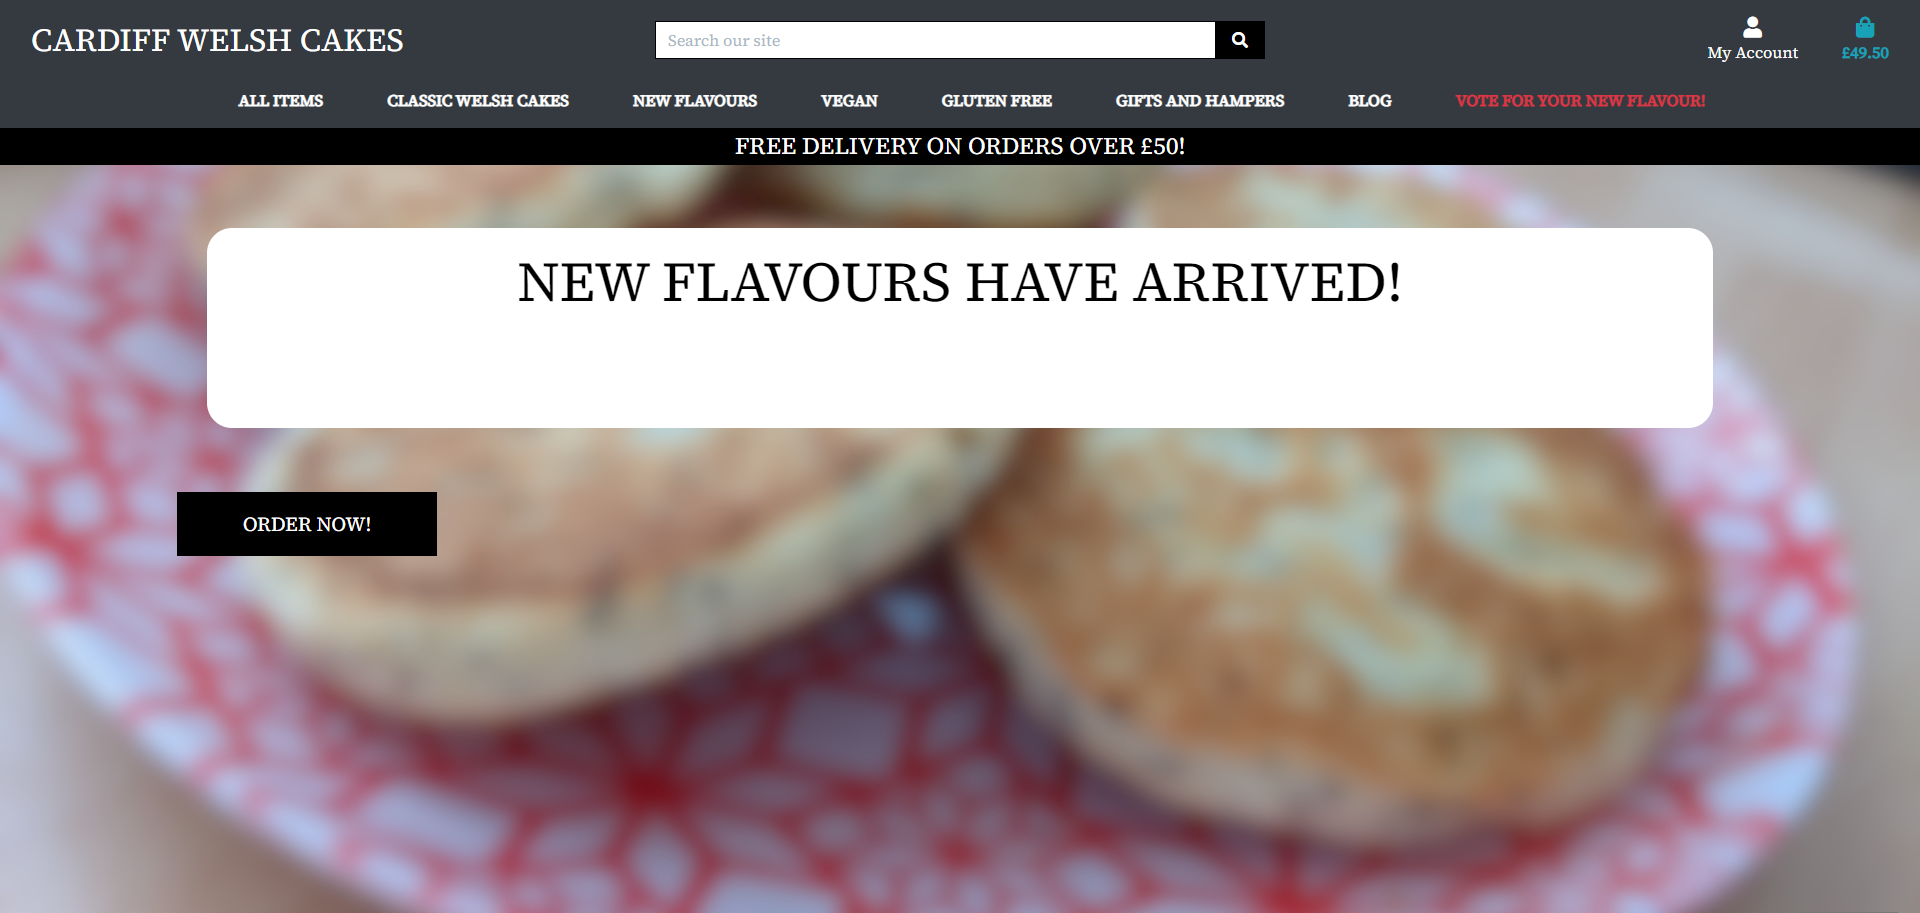 CARDIFF WELSH CAKES
Search our site
My Account
£49.50
ALL ITEMS
CLASSIC WELSH CAKES
NEW FLAVOURS
VEGAN
GLUTEN FREE
GIFTS AND HAMPERS
BLOG
VOTE FOR YOUR NEW FLAVOUR!
FREE DELIVERY ON ORDERS OVER £50!
NEW FLAVOURS HAVE ARRIVED!
ORDER NOW!